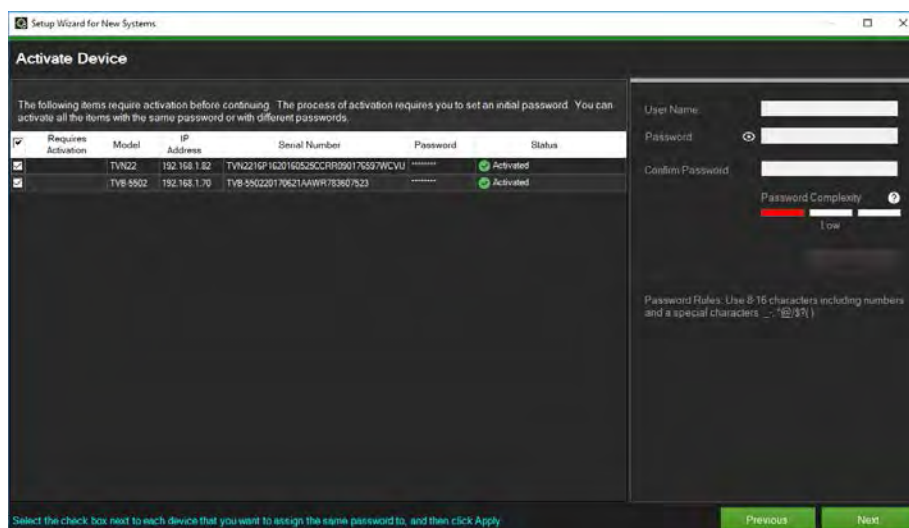 Setup Wizard for New Systems
Activate Device
The following items require activation before continuing. The process of activation requires you to set an initial password. You can
activate all the items with the same password or with different passwords.
Requires Activation Model IP Address Serial Number Password Status
TVN22 192.168.1.82 TVN2216P1620160525CCRR090176597WCVU ******** Activated
TVB-5502 192.168.1.70 TVB-550220170621AAWR783607523 ******** Activated
User Name
Password
Confirm Password
Password Complexity ?
Low
Password Rules: Use 8-16 characters including numbers
and a special characters
Select the check box next to each device that you want to assign the same password to, and then click Apply
Previous
Next